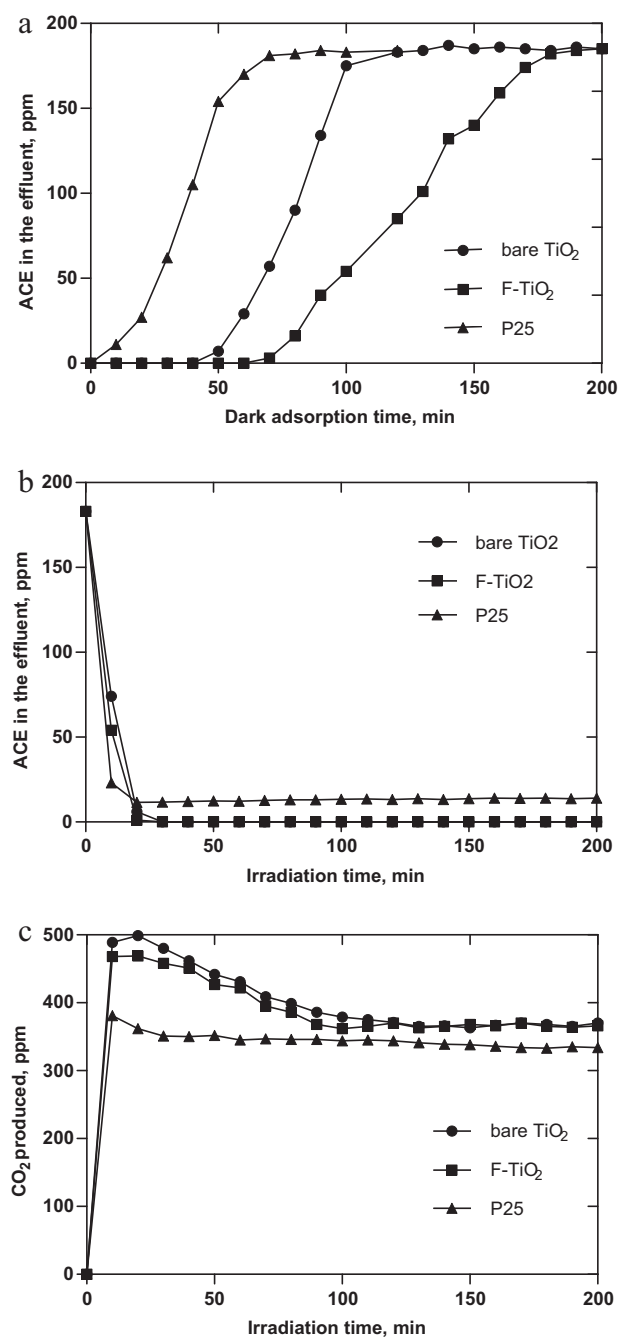 a
200
150
100
50
0
ACE in the effluent, ppm
bare TiO₂
F-TiO₂
P25
0 50 100 150 200
Dark adsorption time, min
b
200
150
100
50
0
ACE in the effluent, ppm
bare TiO2
F-TiO2
P25
0 50 100 150 200
Irradiation time, min
c
500
400
300
200
100
0
CO₂ produced, ppm
bare TiO₂
F-TiO₂
P25
0 50 100 150 200
Irradiation time, min